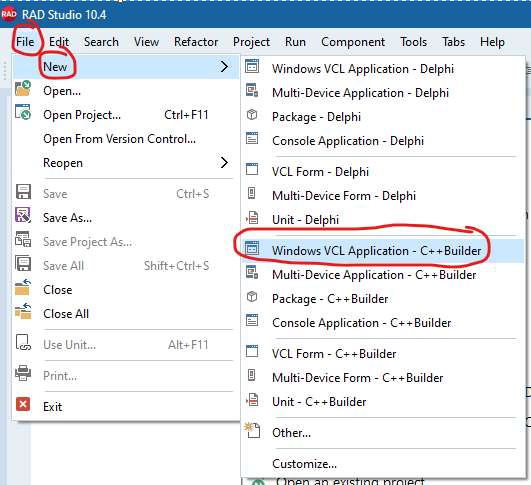 RAD RAD Studio 10.4
File Edit Search View Refactor Project Run Component Tools Tabs Help
New
Open...
Open Project... Ctrl+F11
Open From Version Control...
Reopen
Save Ctrl+S
Save As...
Save Project As...
Save All Shift+Ctrl+S
Close
Close All
Use Unit... Alt+F11
Print...
Exit
Windows VCL Application - Delphi
Multi-Device Application - Delphi
Package - Delphi
Console Application - Delphi
VCL Form - Delphi
Multi-Device Form - Delphi
Unit - Delphi
Windows VCL Application - C++Builder
Multi-Device Application - C++Builder
Package - C++Builder
Console Application - C++Builder
VCL Form - C++Builder
Multi-Device Form - C++Builder
Unit - C++Builder
Other...
Customize...
Open an existing project